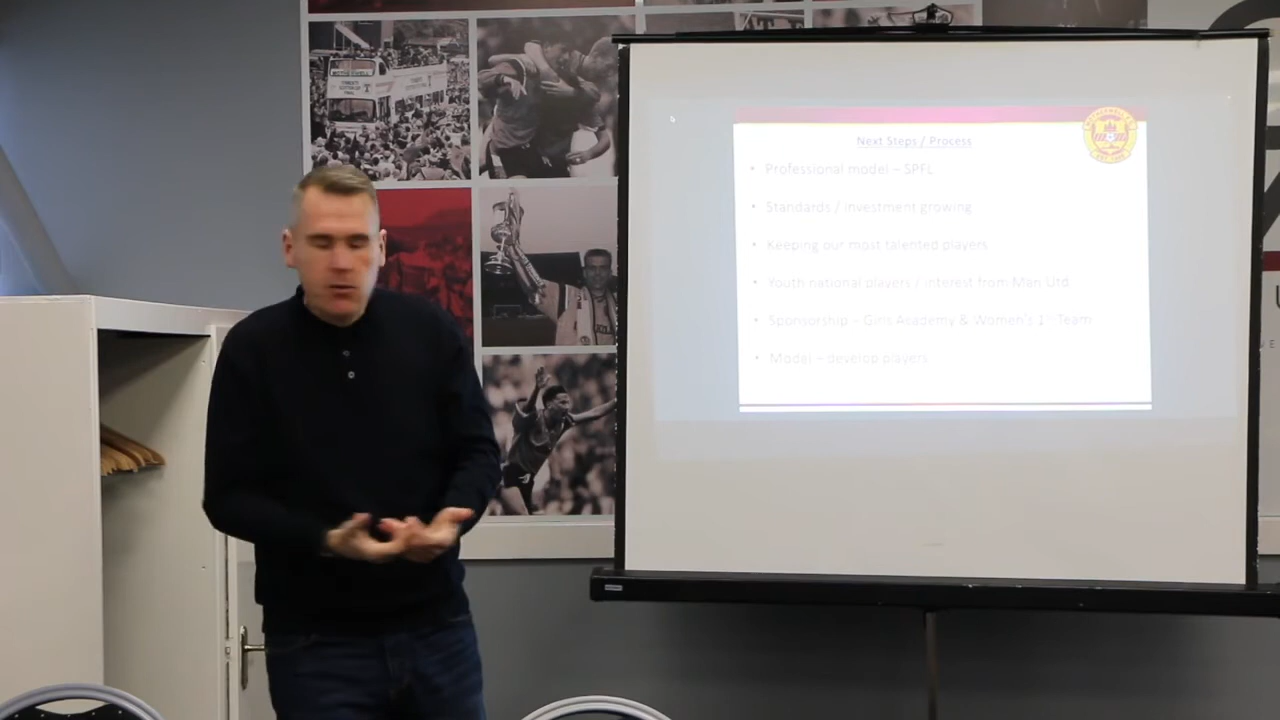 MOTHERWELL
Next Steps / Process
• Professional model – SPFL
• Standards / investment growing
• Keeping our most talented players
• Youth national players / Interest from Man Utd
• Sponsorship – Girls Academy & Women's 1st Team
• Model – develop players